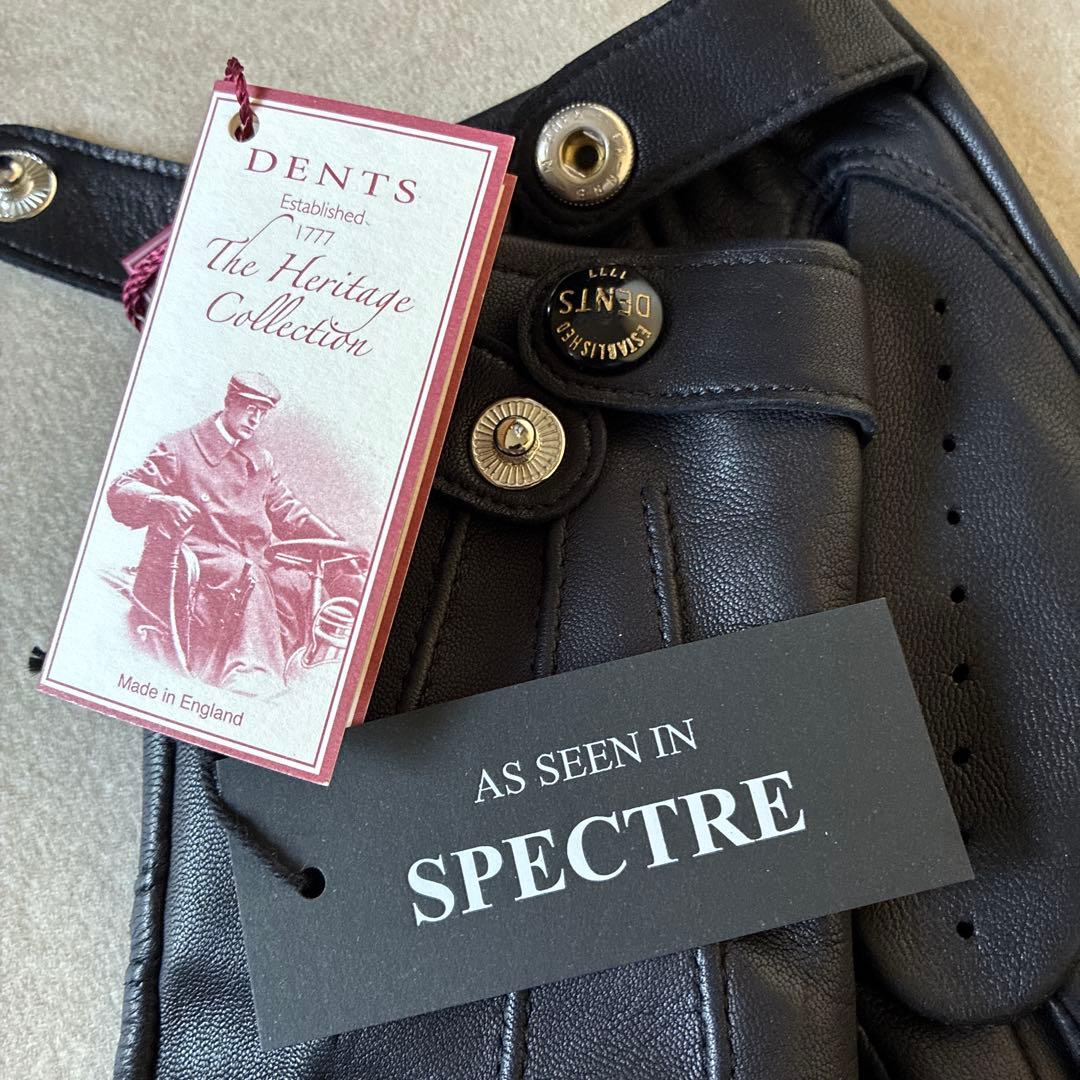 DENTS
Established
1777
The Heritage
Collection
Made in England
1777
DENTS
ESTABLISHED
AS SEEN IN
SPECTRE